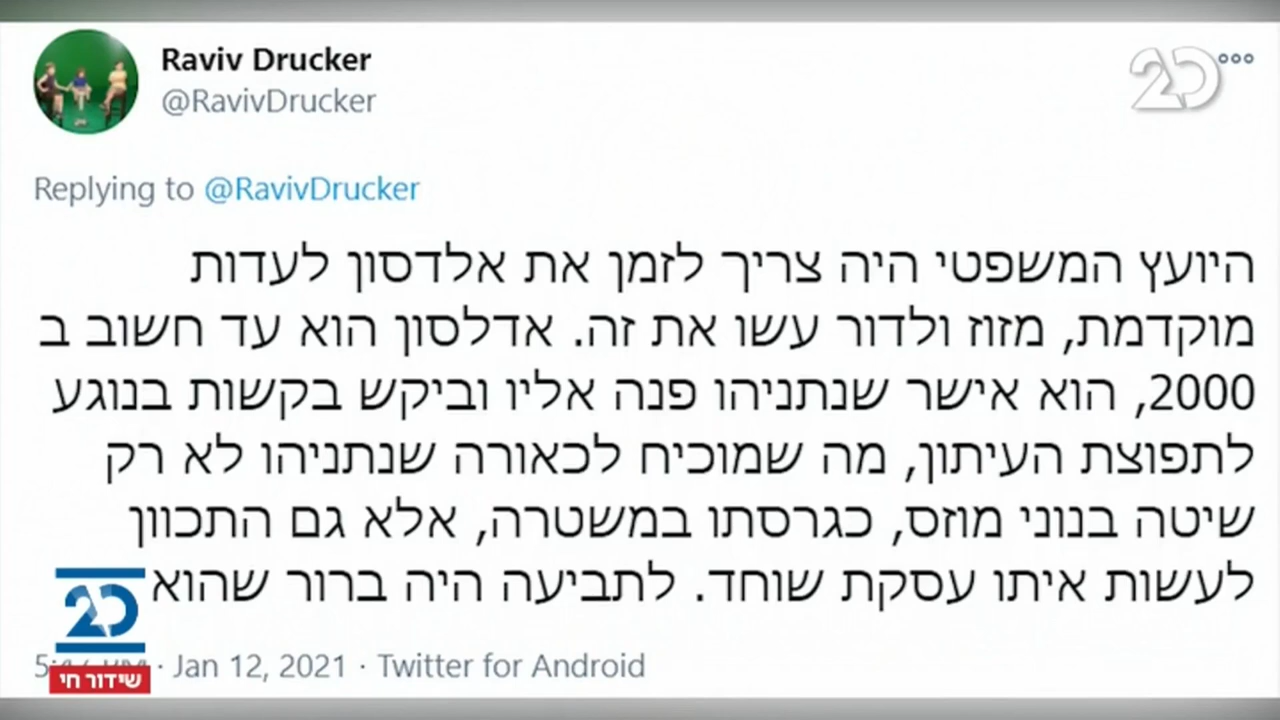 Raviv Drucker
@RavivDrucker
20
Replying to @RavivDrucker
היועץ המשפטי היה צריך לזמן את אלדסון לעדות
מוקדמת, מזוז ולדור עשו את זה. אדלסון הוא עד חשוב ב
2000, הוא אישר שנתניהו פנה אליו וביקש בקשות בנוגע
לתפוצת העיתון, מה שמוכיח לכאורה שנתניהו לא רק
שיטה בנוני מוזס, כגרסתו במשטרה, אלא גם התכוון
לעשות איתו עסקת שוחד. לתביעה היה ברור שהוא
20
· Jan 12, 2021 · Twitter for Android
שידור חי